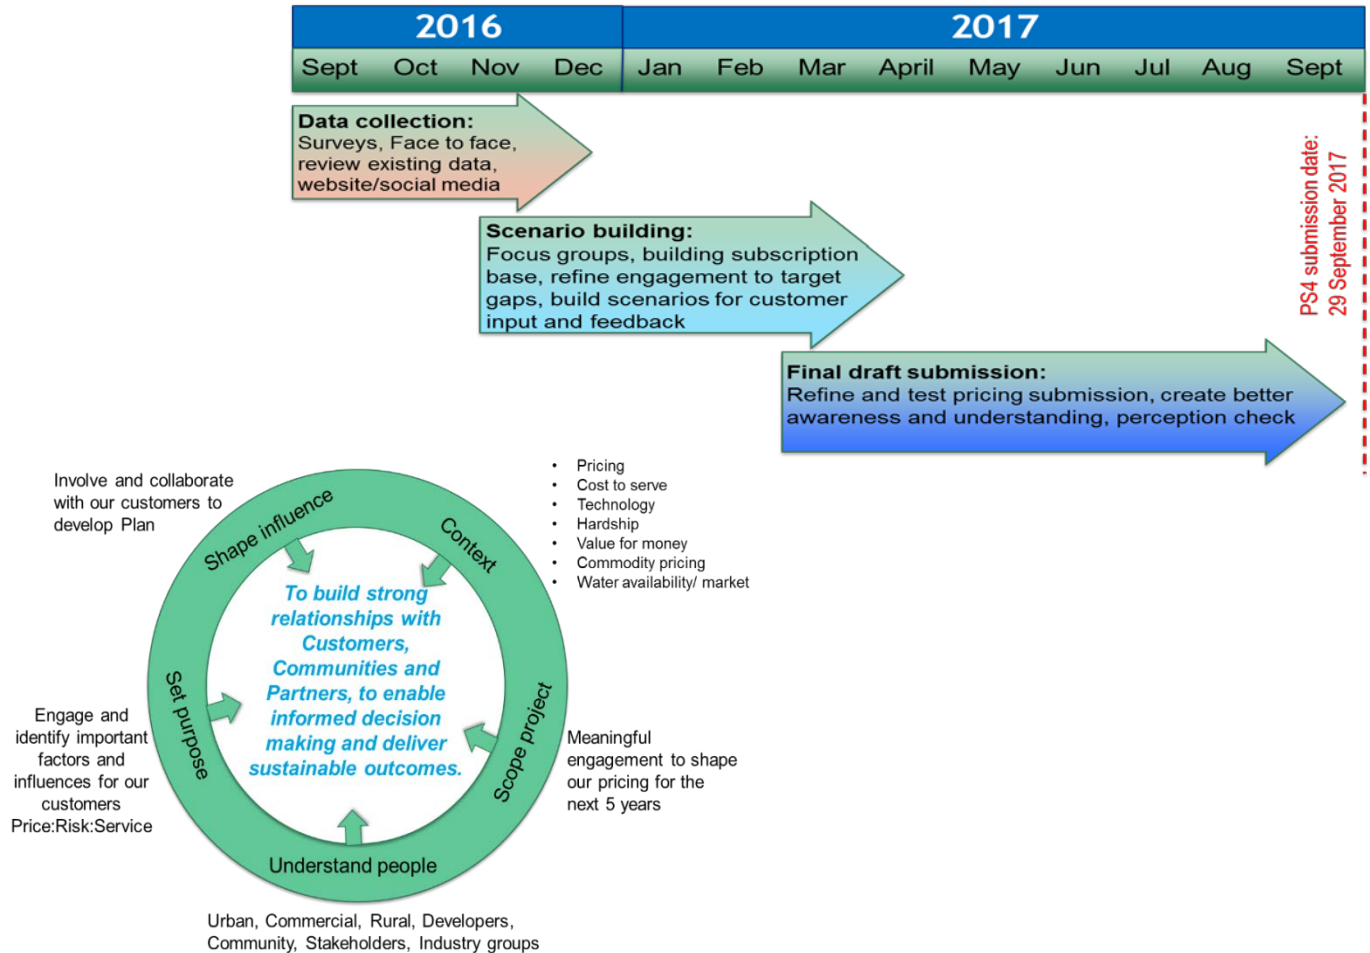 2016
2017
Sept Oct Nov Dec Jan Feb Mar April May Jun Jul Aug Sept
Data collection:
Surveys, Face to face,
review existing data,
website/social media
Scenario building:
Focus groups, building subscription
base, refine engagement to target
gaps, build scenarios for customer
input and feedback
Final draft submission:
Refine and test pricing submission, create better
awareness and understanding, perception check
PS4 submission date:
29 September 2017
Involve and collaborate
with our customers to
develop Plan
Shape influence
Context
• Pricing
• Cost to serve
• Technology
• Hardship
• Value for money
• Commodity pricing
• Water availability/ market
To build strong
relationships with
Customers,
Communities and
Partners, to enable
informed decision
making and deliver
sustainable outcomes.
Set purpose
Engage and
identify important
factors and
influences for our
customers
Price:Risk:Service
Scope project
Meaningful
engagement to shape
our pricing for the
next 5 years
Understand people
Urban, Commercial, Rural, Developers,
Community, Stakeholders, Industry groups